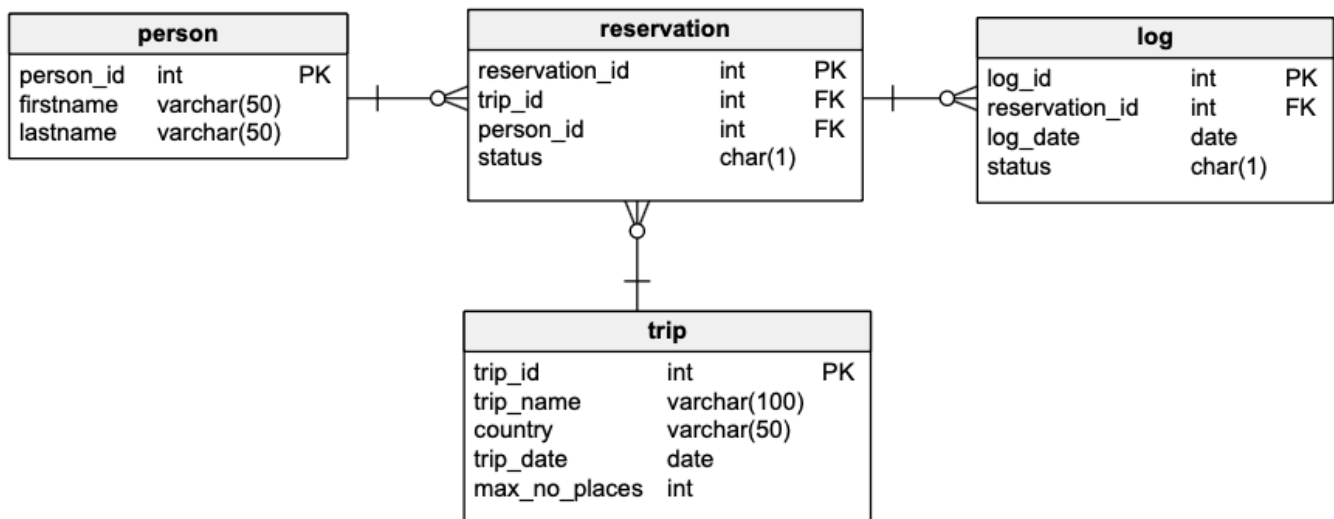 person
person_id int PK
firstname varchar(50)
lastname varchar(50)
reservation
reservation_id int PK
trip_id int FK
person_id int FK
status char(1)
log
log_id int PK
reservation_id int FK
log_date date
status char(1)
trip
trip_id int PK
trip_name varchar(100)
country varchar(50)
trip_date date
max_no_places int